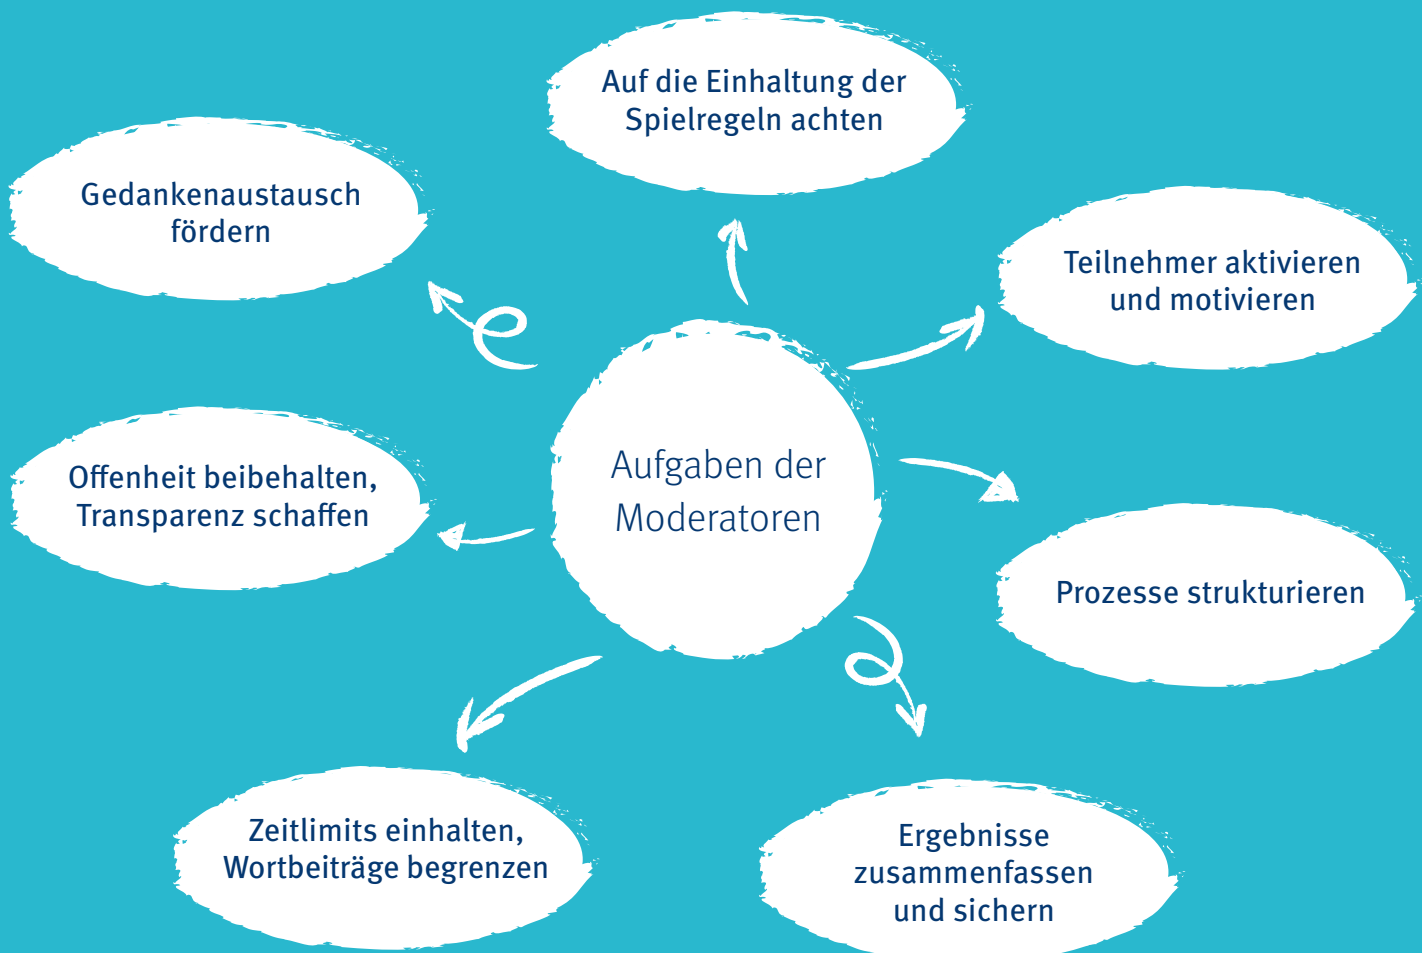 Auf die Einhaltung der
Spielregeln achten
Gedankenaustausch
fördern
Teilnehmer aktivieren
und motivieren
Offenheit beibehalten,
Transparenz schaffen
Aufgaben der
Moderatoren
Prozesse strukturieren
Zeitlimits einhalten,
Wortbeiträge begrenzen
Ergebnisse
zusammenfassen
und sichern